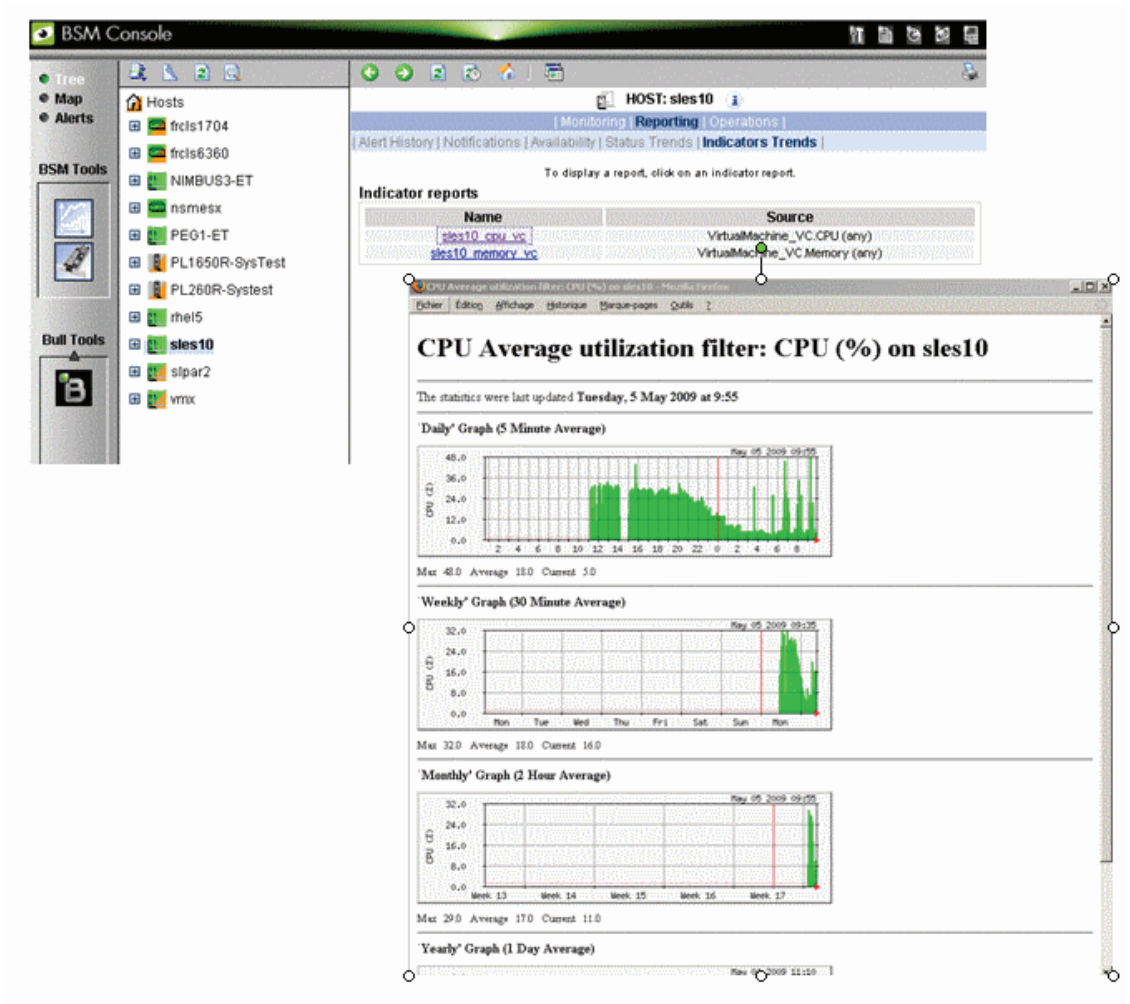 BSM Console
Tree
Map
Alerts
BSM Tools
Bull Tools
Hosts
frcls1704
frcls6360
NIMBUS3-ET
nsmesx
PEG1-ET
PL1650R-SysTest
PL260R-Systest
rhel5
sles10
slpar2
vmx
HOST: sles10
| Monitoring | Reporting | Operations |
| Alert History | Notifications | Availability | Status Trends | Indicators Trends |
To display a report, click on an indicator report.
Indicator reports
Name Source
sles10_cpu_vc VirtualMachine_VC.CPU (any)
sles10_memory_vc VirtualMachine_VC.Memory (any)
CPU Average utilization filter: CPU (%) on sles10 - Mozilla Firefox
Fichier Édition Affichage Historique Marque-pages Outils ?
CPU Average utilization filter: CPU (%) on sles10
The statistics were last updated Tuesday, 5 May 2009 at 9:55
`Daily' Graph (5 Minute Average)
May 05 2009 09:55
48.0
36.0
24.0
12.0
0.0
CPU (%)
2 4 6 8 10 12 14 16 18 20 22 0 2 4 6 8
Max 48.0 Average 18.0 Current 5.0
`Weekly' Graph (30 Minute Average)
May 05 2009 09:35
32.0
24.0
16.0
8.0
0.0
CPU (%)
Mon Tue Wed Thu Fri Sat Sun Mon
Max 32.0 Average 18.0 Current 16.0
`Monthly' Graph (2 Hour Average)
May 05 2009 09:55
32.0
24.0
16.0
8.0
0.0
CPU (%)
Week 13 Week 14 Week 15 Week 16 Week 17
Max 29.0 Average 17.0 Current 11.0
`Yearly' Graph (1 Day Average)
2009 11:10